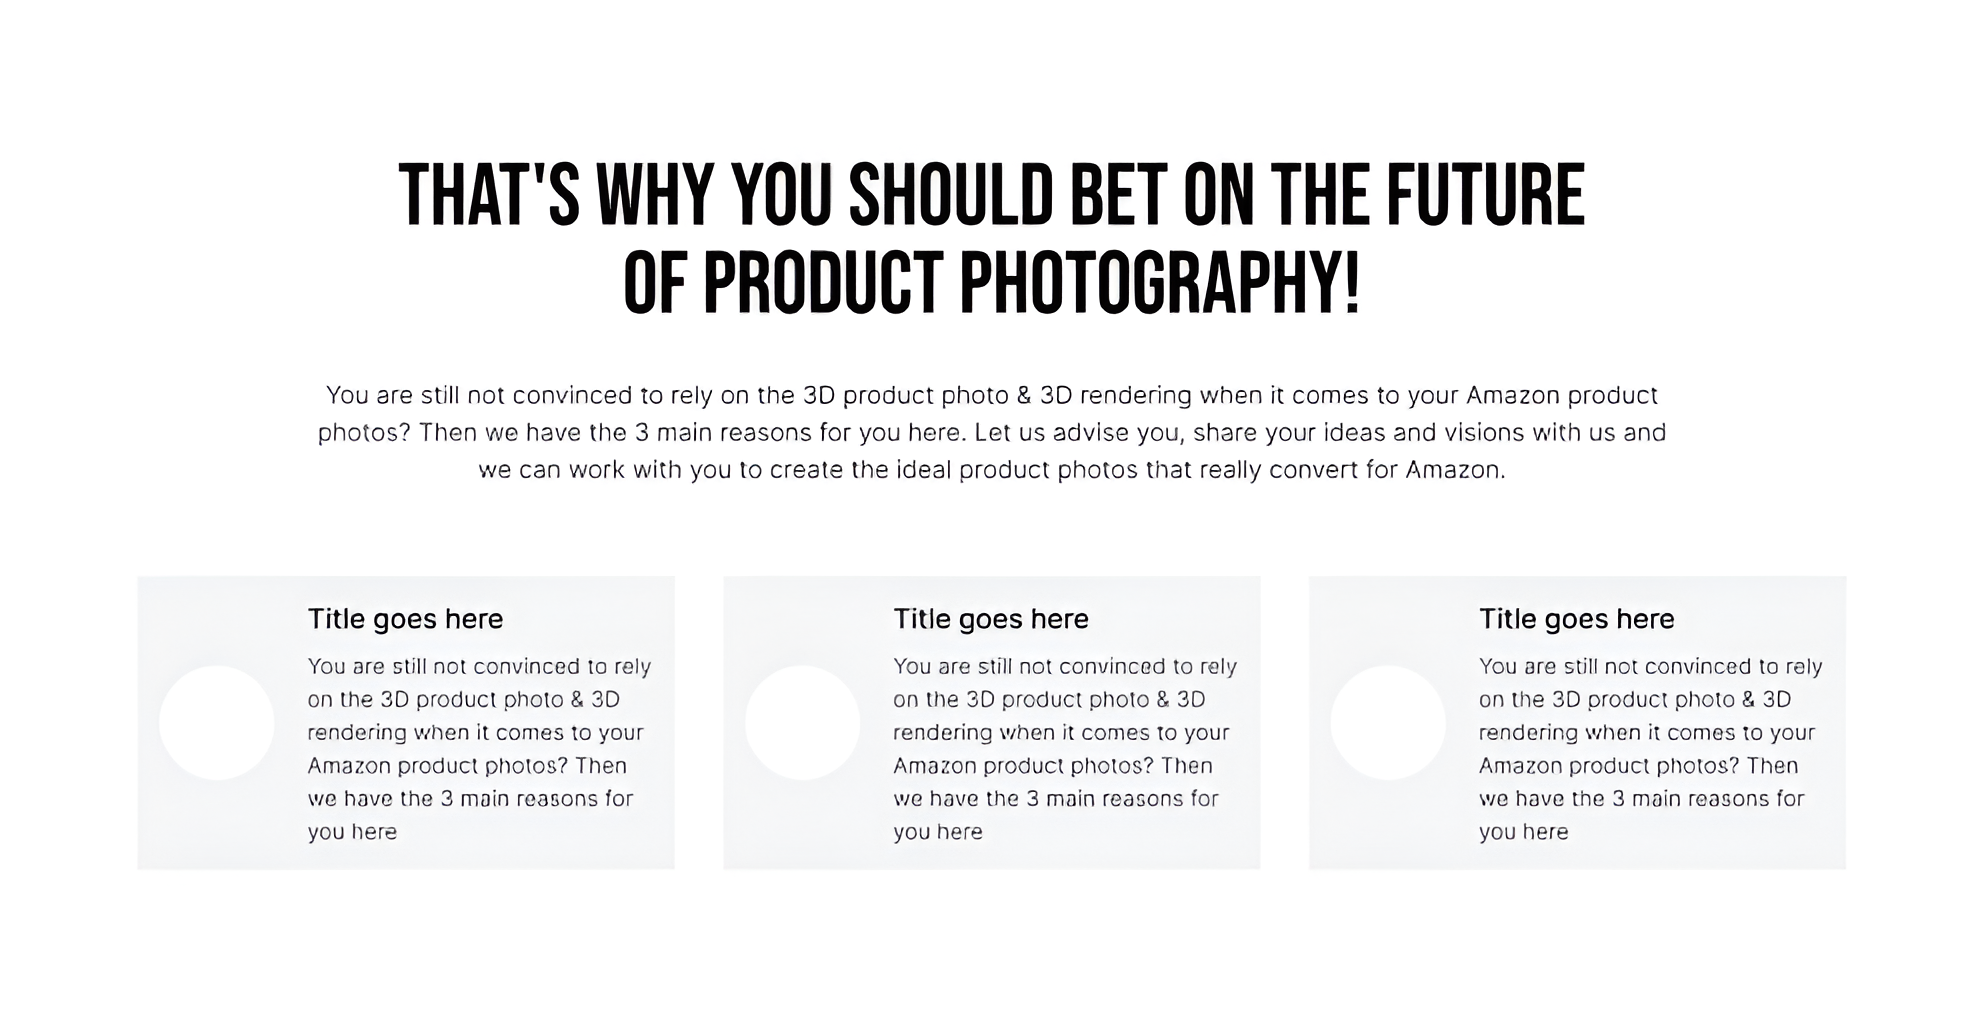 THAT'S WHY YOU SHOULD BET ON THE FUTURE
OF PRODUCT PHOTOGRAPHY!
You are still not convinced to rely on the 3D product photo & 3D rendering when it comes to your Amazon product
photos? Then we have the 3 main reasons for you here. Let us advise you, share your ideas and visions with us and
we can work with you to create the ideal product photos that really convert for Amazon.
Title goes here
You are still not convinced to rely
on the 3D product photo & 3D
rendering when it comes to your
Amazon product photos? Then
we have the 3 main reasons for
you here
Title goes here
You are still not convinced to rely
on the 3D product photo & 3D
rendering when it comes to your
Amazon product photos? Then
we have the 3 main reasons for
you here
Title goes here
You are still not convinced to rely
on the 3D product photo & 3D
rendering when it comes to your
Amazon product photos? Then
we have the 3 main reasons for
you here